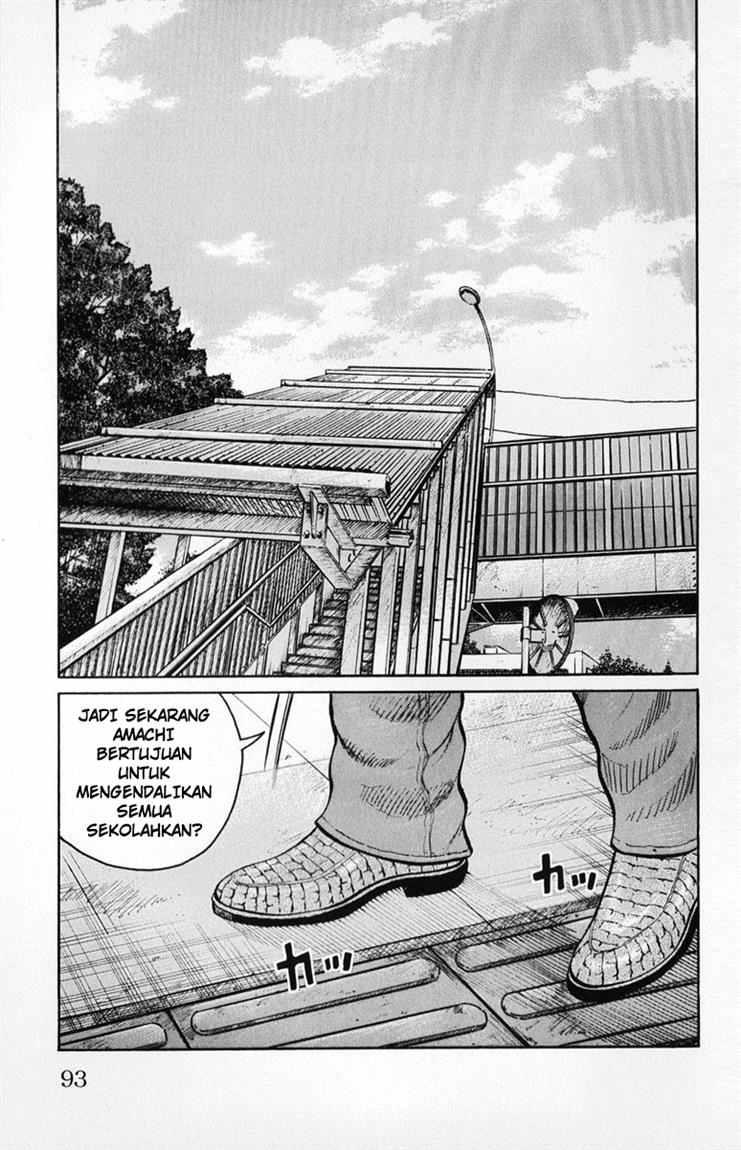 JADI SEKARANG
AMACHI
BERTUJUAN
UNTUK
MENGENDALIKAN
SEMUA
SEKOLAHKAN?
カッ
カッ
93